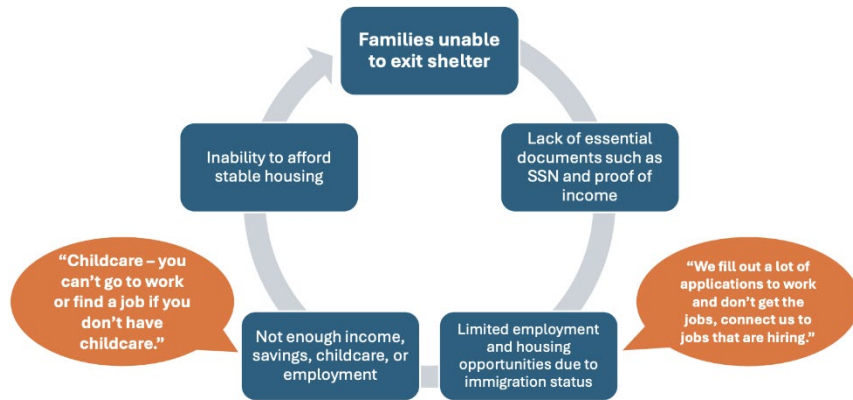 Families unable
to exit shelter
Lack of essential
documents such as
SSN and proof of
income
"We fill out a lot of
applications to work
and don't get the
jobs, connect us to
jobs that are hiring."
Limited employment
and housing
opportunities due to
immigration status
Not enough income,
savings, childcare, or
employment
"Childcare – you
can't go to work
or find a job if you
don't have
childcare."
Inability to afford
stable housing